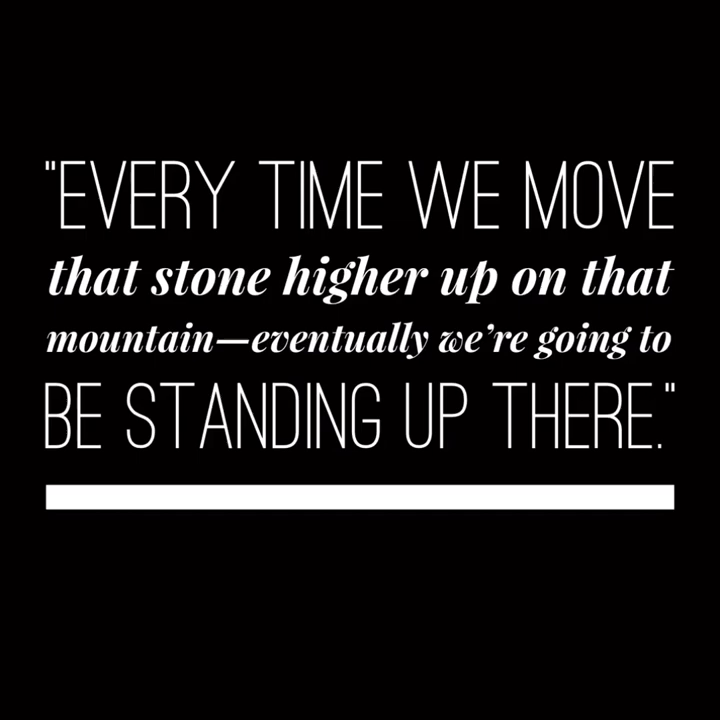 "EVERY TIME WE MOVE
that stone higher up on that
mountain—eventually we’re going to
BE STANDING UP THERE."